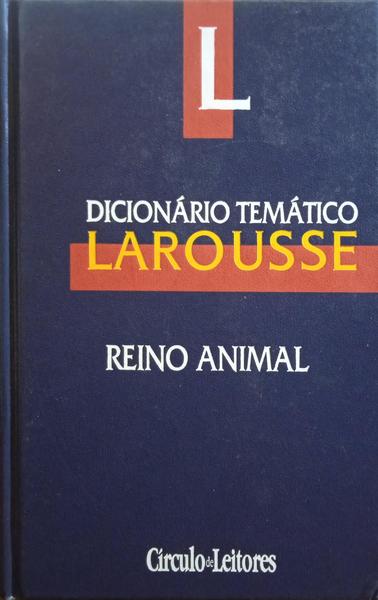 L
DICIONÁRIO TEMÁTICO
LAROUSSE
REINO ANIMAL
Círculo de Leitores